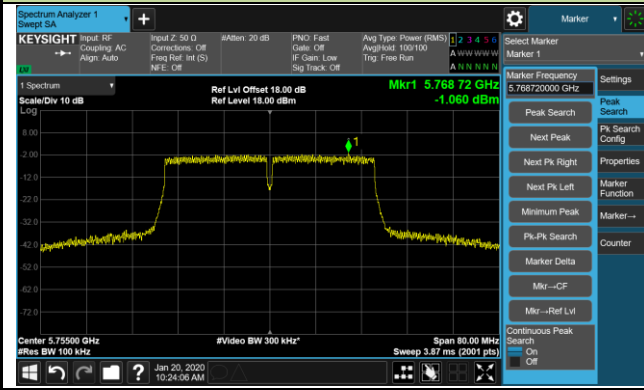 Spectrum Analyzer 1
Swept SA
+
Marker
KEYSIGHT
Input: RF
Coupling: AC
Align: Auto
Input Z: 50 Ω
Corrections: Off
Freq Ref: Int (S)
NFE: Off
#Atten: 20 dB
PNO: Fast
Gate: Off
IF Gain: Low
Sig Track: Off
Avg Type: Power (RMS)
Avg|Hold: 100/100
Trig: Free Run
1 2 3 4 5 6
A W W W W W
A N N N N N
Select Marker
Marker 1
1 Spectrum
Scale/Div 10 dB
Log
Ref Lvl Offset 18.00 dB
Ref Level 18.00 dBm
Mkr1 5.768 72 GHz
-1.060 dBm
8.00
-2.00
-12.0
-22.0
-32.0
-42.0
-52.0
-62.0
-72.0
1
Center 5.75500 GHz
#Res BW 100 kHz
#Video BW 300 kHz*
Span 80.00 MHz
Sweep 3.87 ms (2001 pts)
Marker Frequency
5.768720000 GHz
Peak Search
Next Peak
Next Pk Right
Next Pk Left
Minimum Peak
Pk-Pk Search
Marker Delta
Mkr→CF
Mkr→Ref Lvl
Continuous Peak
Search
On
Off
Settings
Peak
Search
Pk Search
Config
Properties
Marker
Function
Marker→
Counter
?
Jan 20, 2020
10:24:06 AM